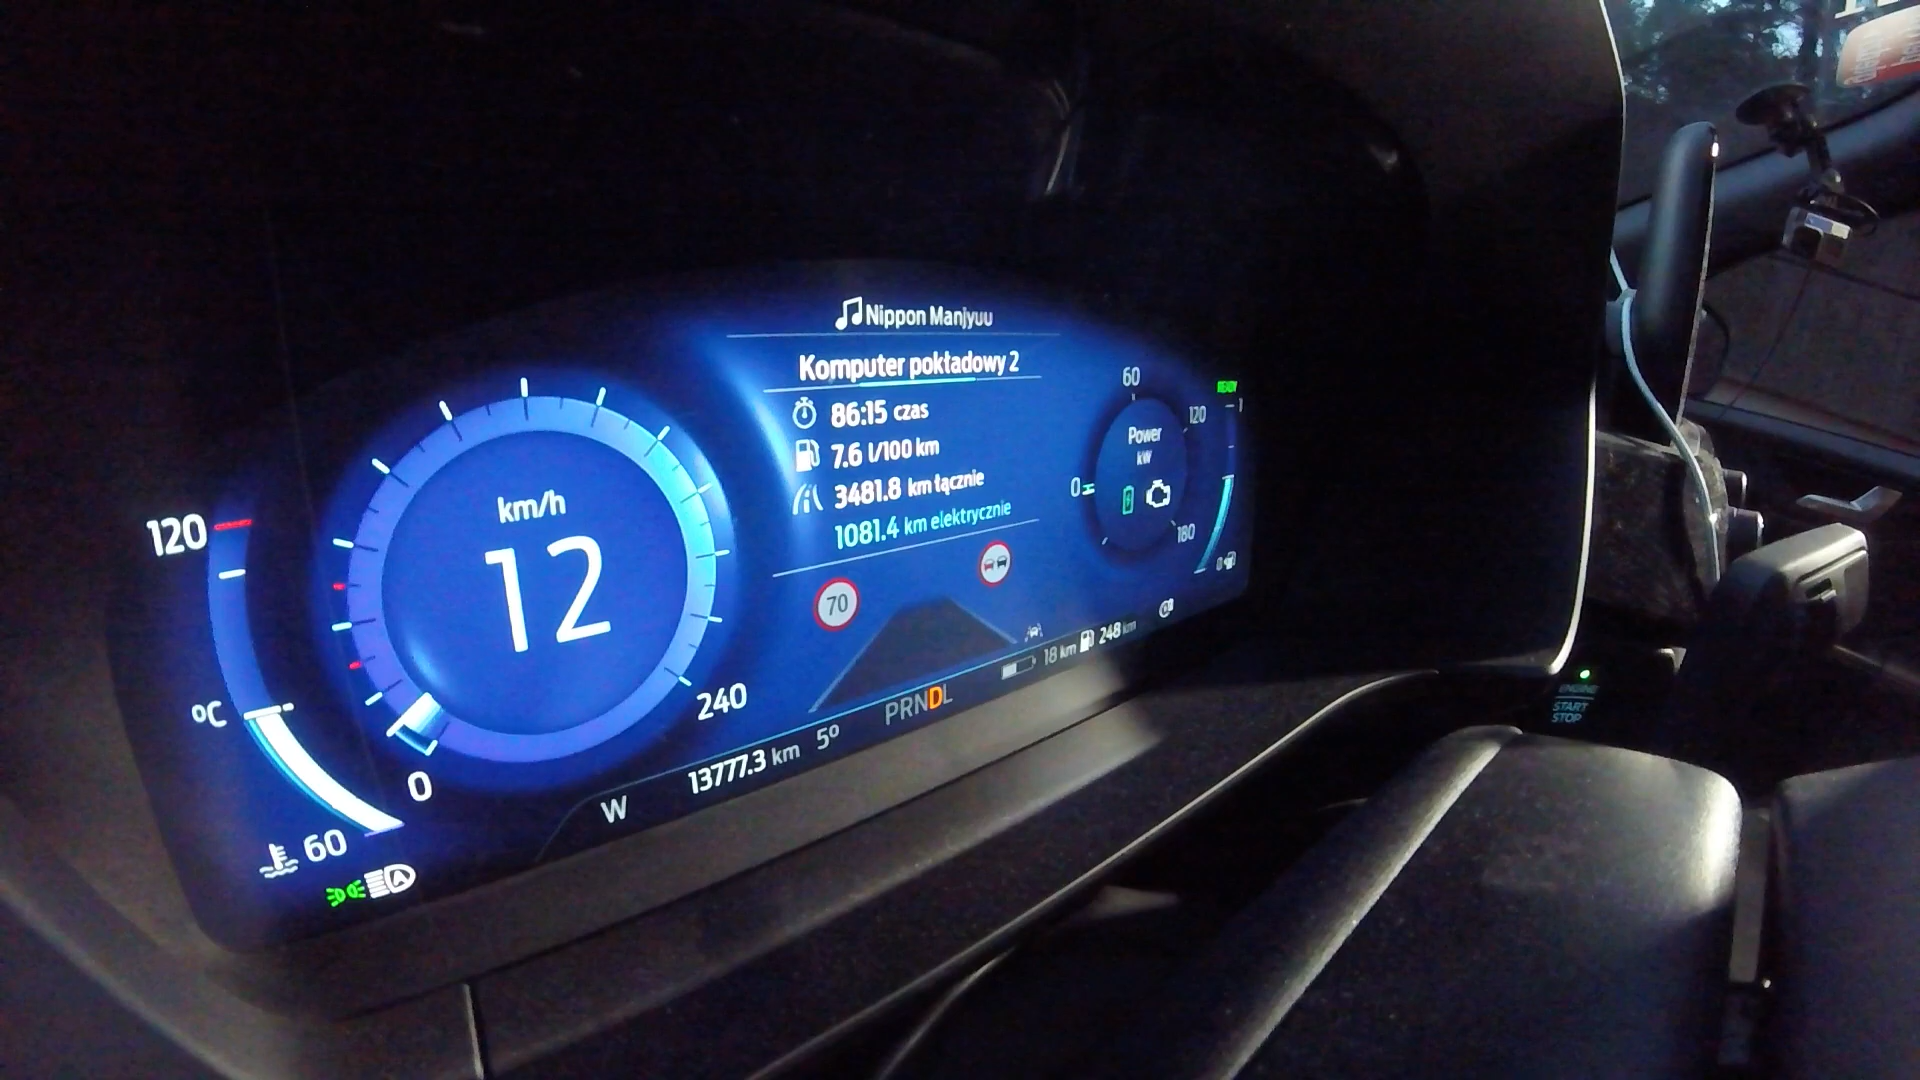 Nippon Manjyuu
Komputer pokładowy 2
86:15 czas
7.6 l/100 km
3481.8 km łącznie
1081.4 km elektrycznie
120
°C
60
km/h
12
0
240
70
60
120
180
0
Power
kW
READY
1
0
W
13777.3 km
5°
PRNDL
18 km
248 km
A
ENGINE
START
STOP